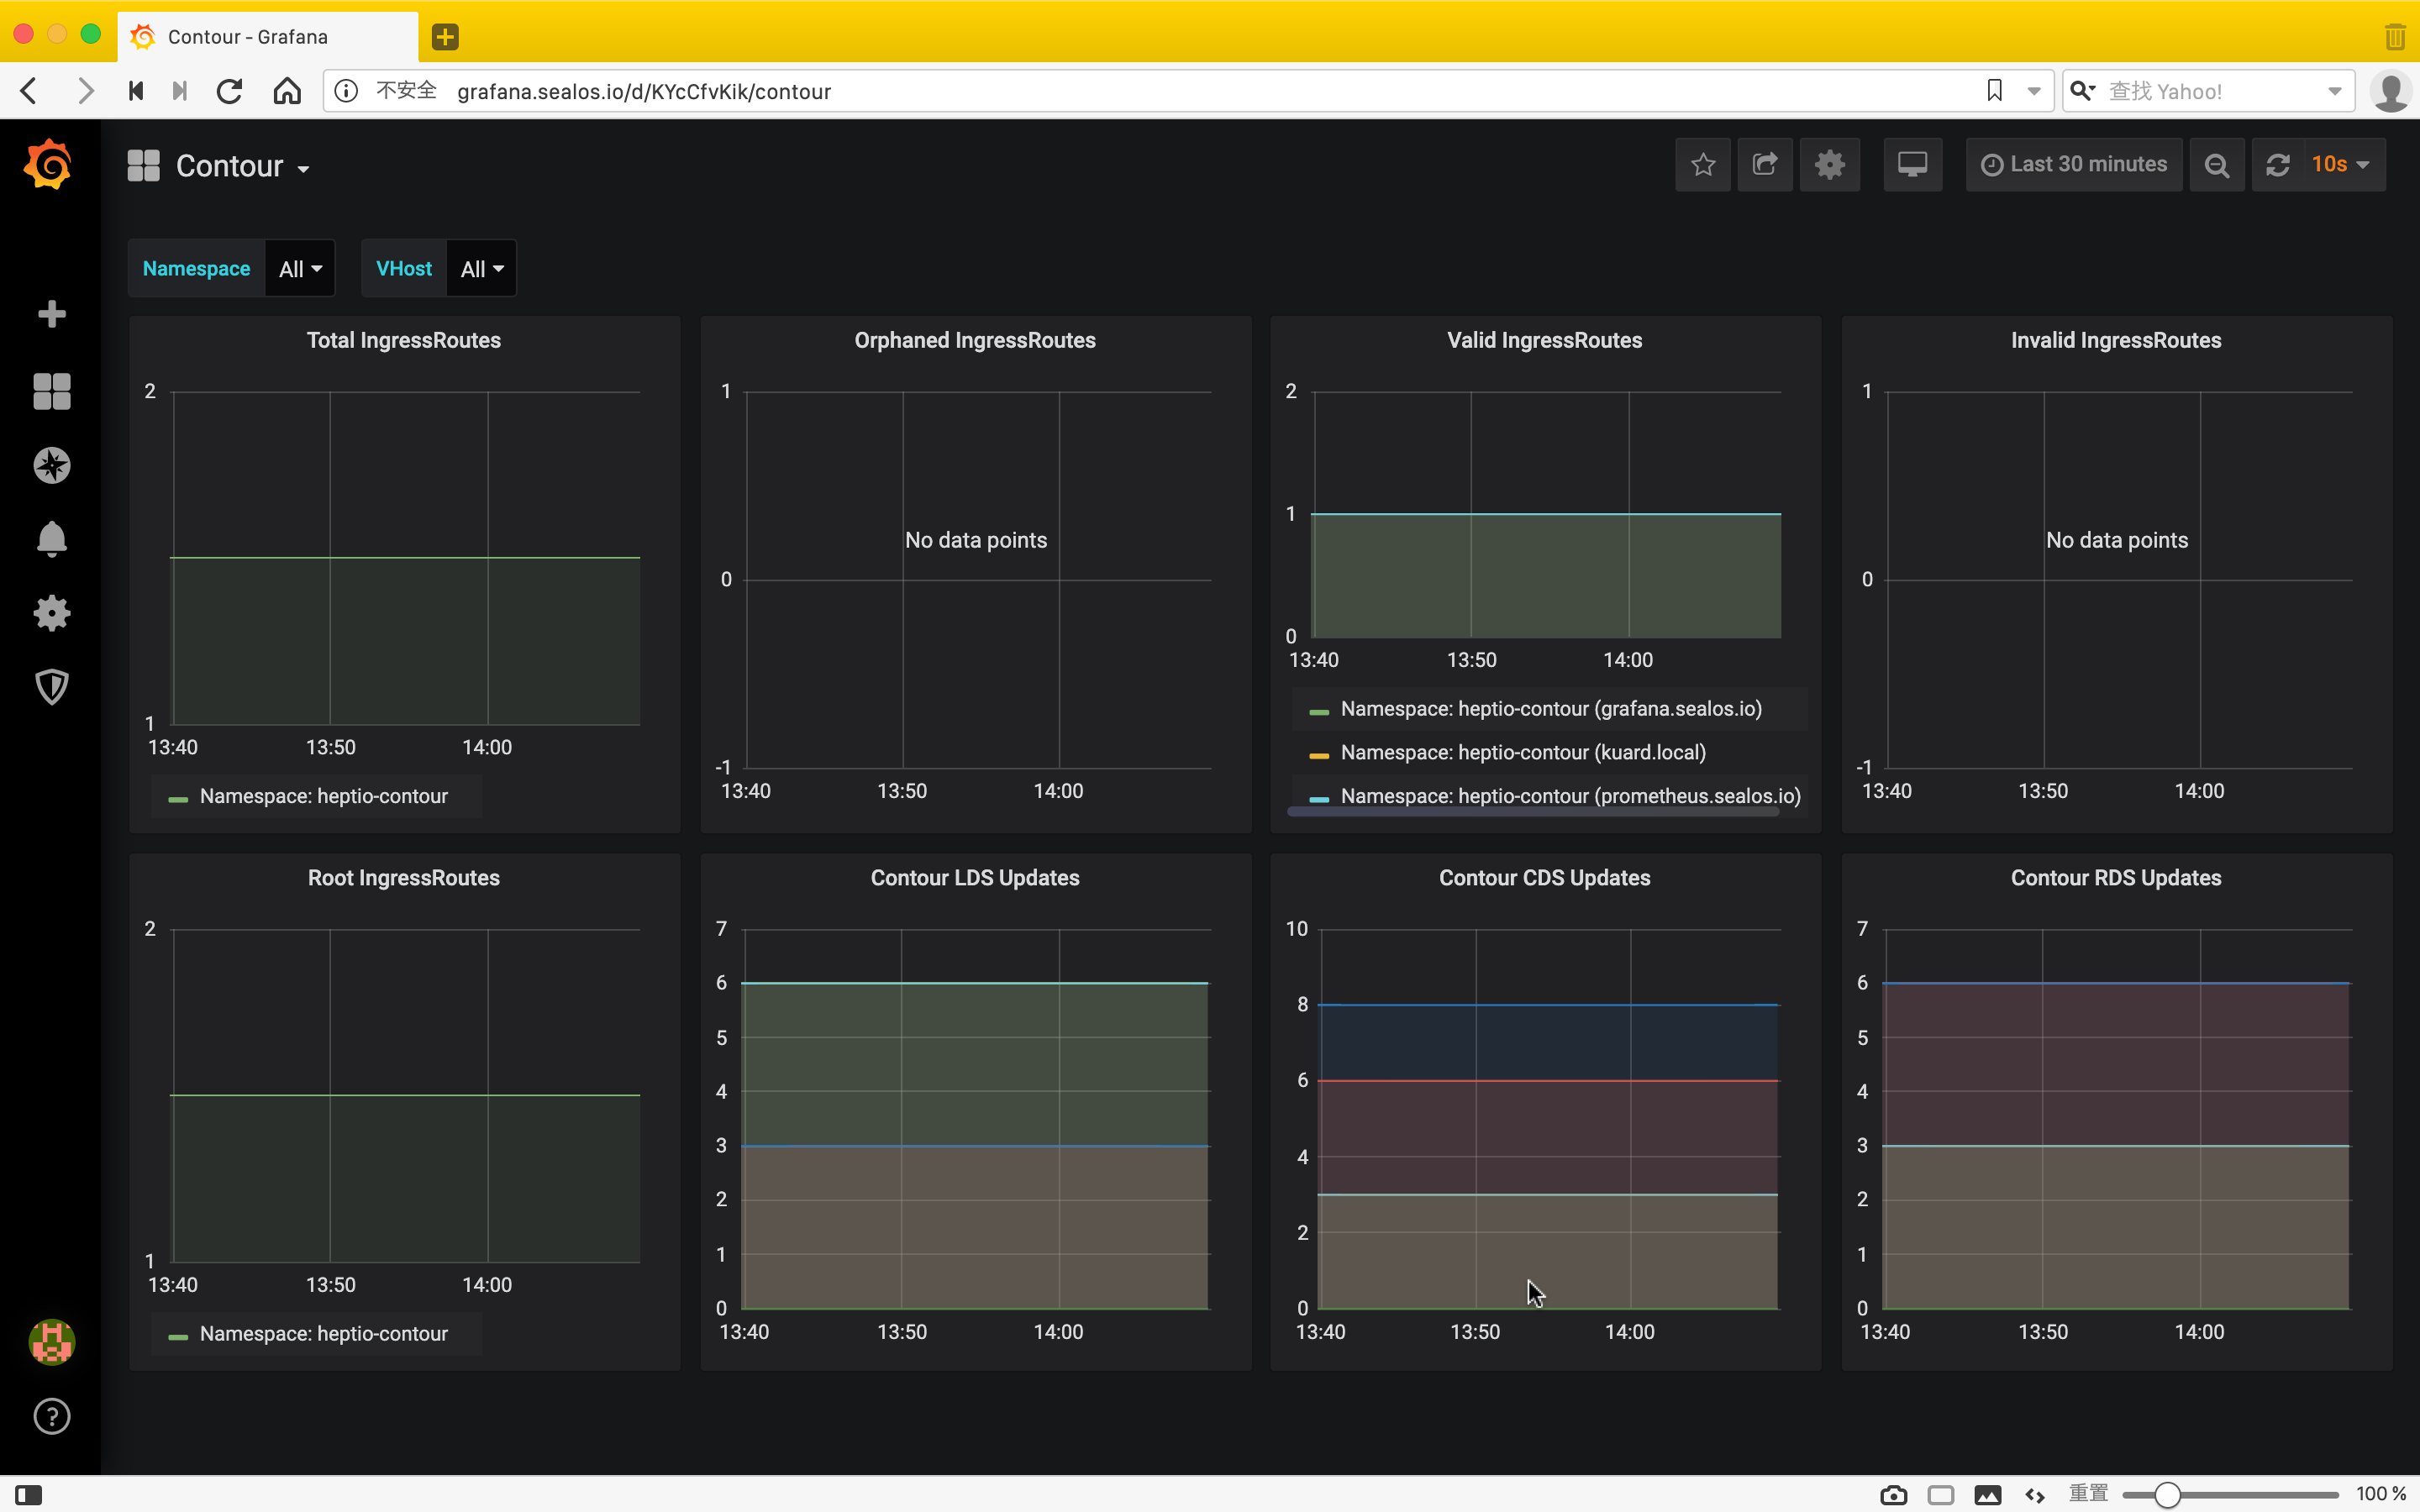 Contour - Grafana
不安全 grafana.sealos.io/d/KYcCfvKik/contour
查找 Yahoo!
Contour
Last 30 minutes
10s
Namespace All
VHost All
Total IngressRoutes
2
1
13:40 13:50 14:00
Namespace: heptio-contour
Orphaned IngressRoutes
1
No data points
0
-1
13:40 13:50 14:00
Valid IngressRoutes
2
1
0
13:40 13:50 14:00
Namespace: heptio-contour (grafana.sealos.io)
Namespace: heptio-contour (kuard.local)
Namespace: heptio-contour (prometheus.sealos.io)
Invalid IngressRoutes
1
No data points
0
-1
13:40 13:50 14:00
Root IngressRoutes
2
1
13:40 13:50 14:00
Namespace: heptio-contour
Contour LDS Updates
7
6
5
4
3
2
1
0
13:40 13:50 14:00
Contour CDS Updates
10
8
6
4
2
0
13:40 13:50 14:00
Contour RDS Updates
7
6
5
4
3
2
1
0
13:40 13:50 14:00
重置 100 %